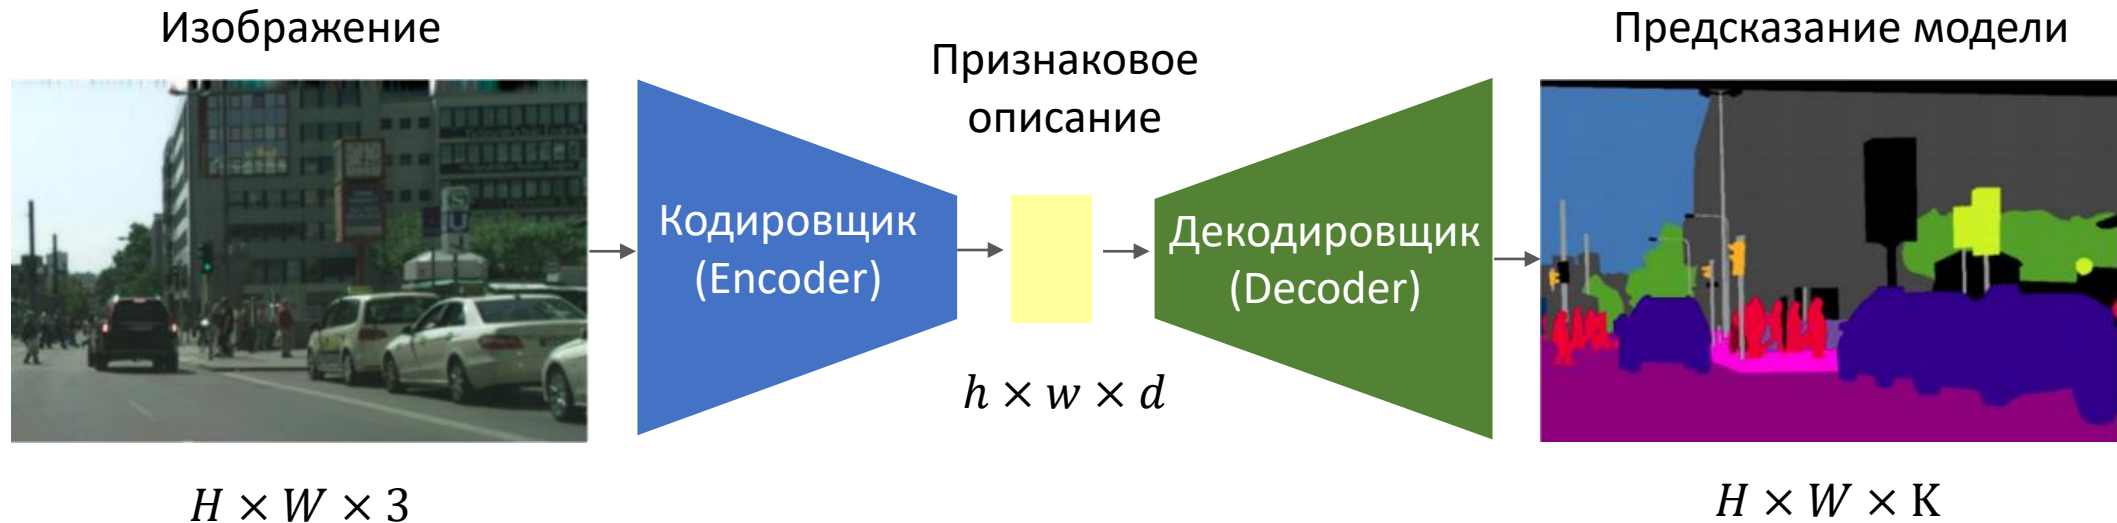 Изображение
H × W × 3
Кодировщик
(Encoder)
Признаковое
описание
h × w × d
Декодировщик
(Decoder)
Предсказание модели
H × W × K
S
U